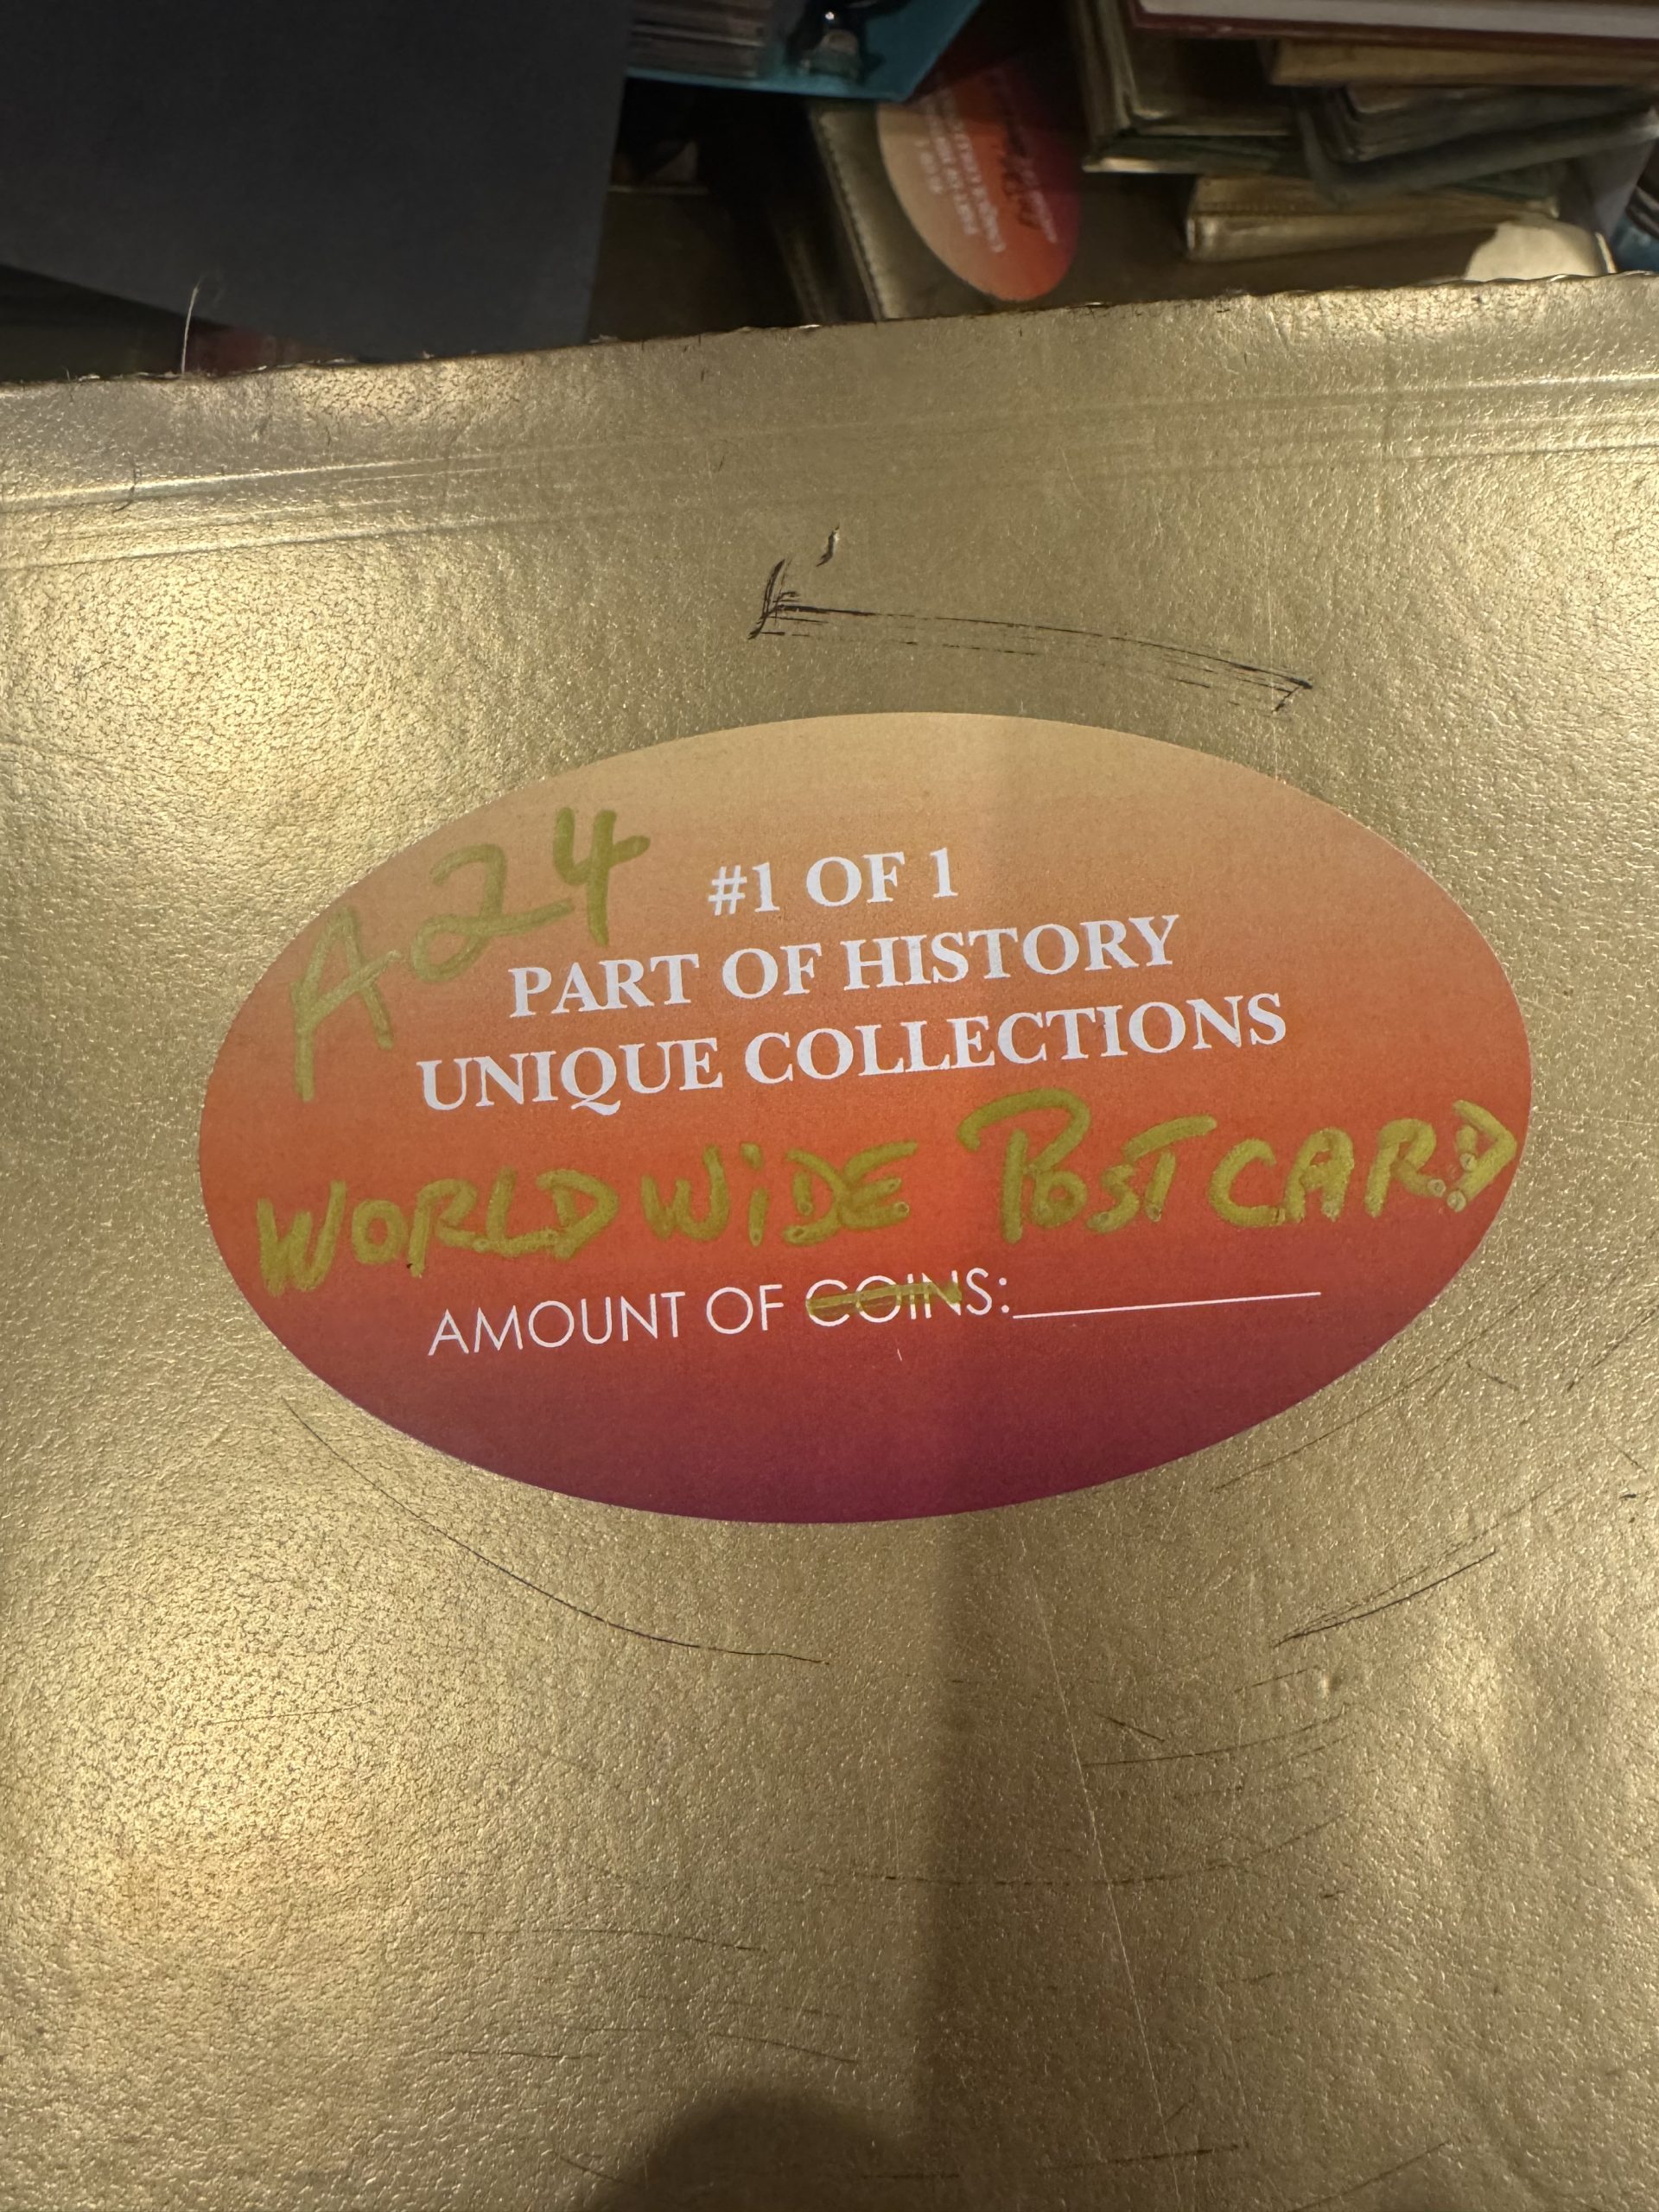 A24
#1 OF 1
PART OF HISTORY
UNIQUE COLLECTIONS
WORLDWIDE POSTCARD
AMOUNT OF COINS: